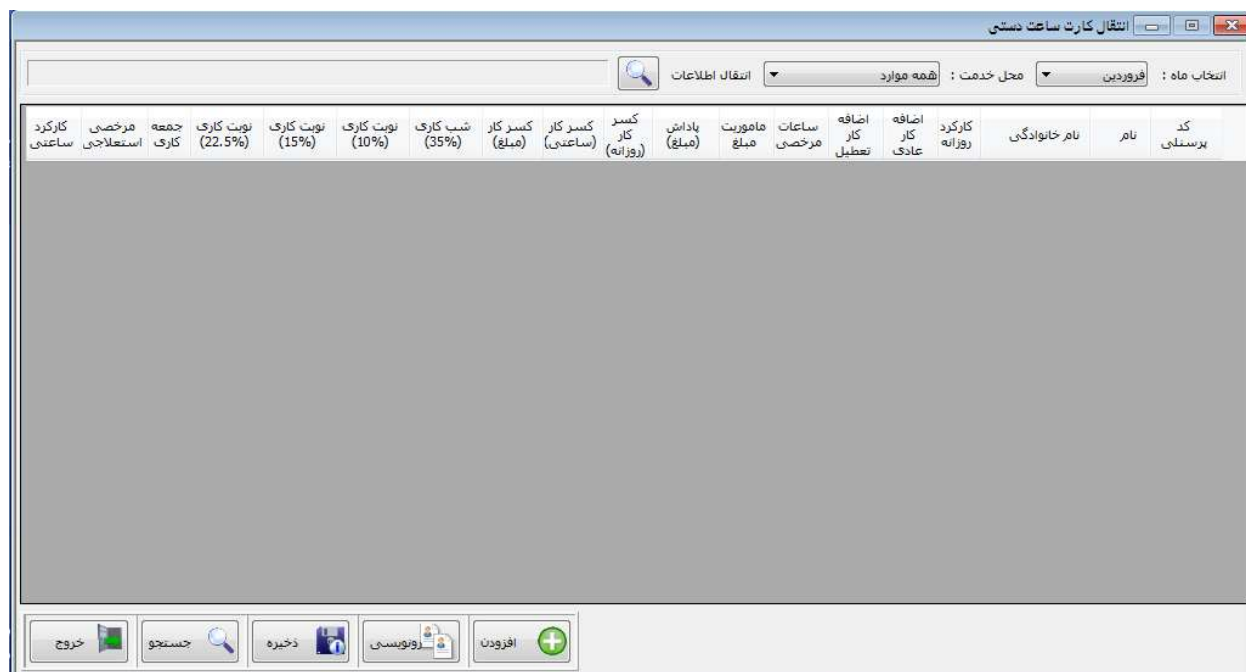 انتقال کارت ساعت دستی
انتخاب ماه : فروردین محل خدمت : همه موارد انتقال اطلاعات
کد پرسنلی
نام
نام خانوادگی
کارکرد روزانه
اضافه کار عادی
اضافه کار تعطیل
ساعات مرخصی
ماموریت مبلغ
پاداش (مبلغ)
کسر کار (روزانه)
کسر کار (ساعتی)
کسر کار (مبلغ)
شب کاری (35%)
نوبت کاری (10%)
نوبت کاری (15%)
نوبت کاری (22.5%)
جمعه کاری
مرخصی استعلاجی
کارکرد ساعتی
افزودن رونویسی ذخیره جستجو خروج